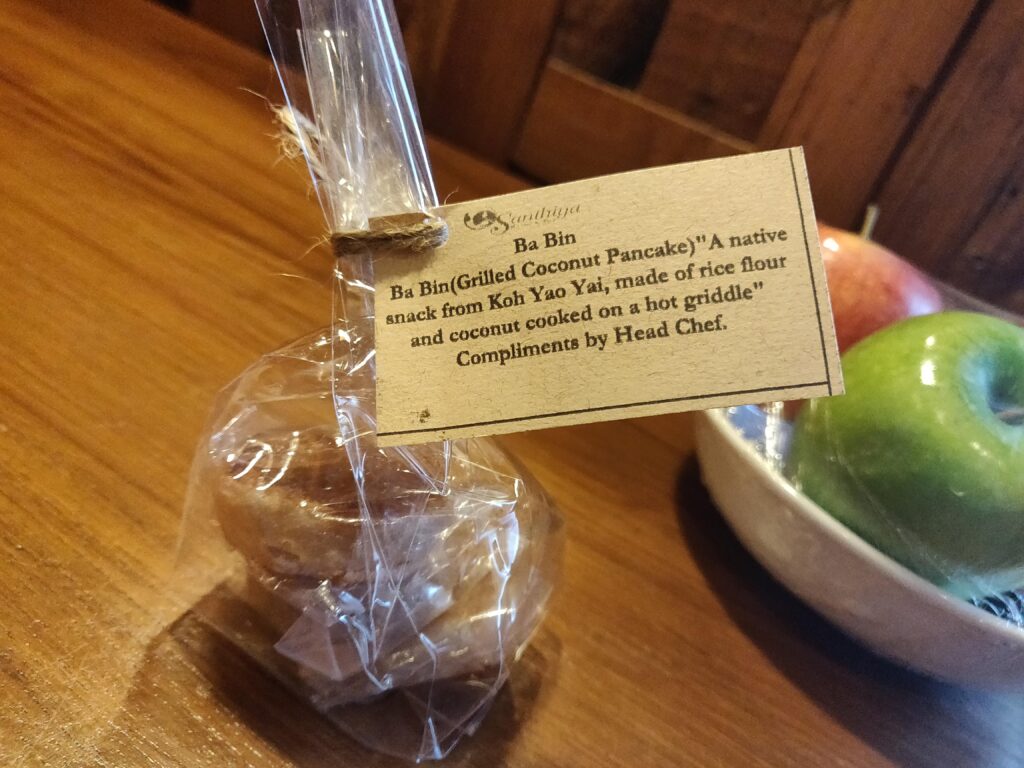 Santhiya
Ba Bin
Ba Bin(Grilled Coconut Pancake)"A native
snack from Koh Yao Yai, made of rice flour
and coconut cooked on a hot griddle"
Compliments by Head Chef.